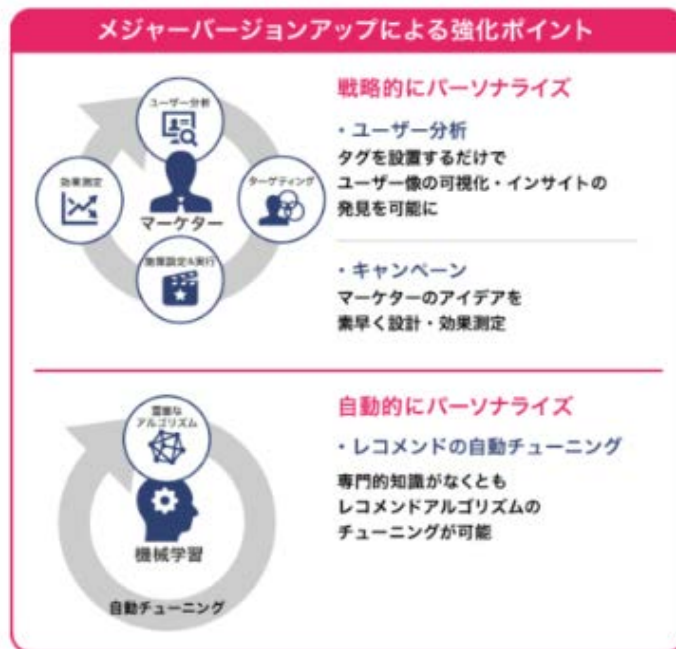 メジャーバージョンアップによる強化ポイント
ユーザー分析
効果測定
ターゲティング
マーケター
施策設定&実行
戦略的にパーソナライズ
・ユーザー分析
タグを設置するだけで
ユーザー像の可視化・インサイトの
発見を可能に
・キャンペーン
マーケターのアイデアを
素早く設計・効果測定
豊富な
アルゴリズム
機械学習
自動チューニング
自動的にパーソナライズ
・レコメンドの自動チューニング
専門的知識がなくとも
レコメンドアルゴリズムの
チューニングが可能